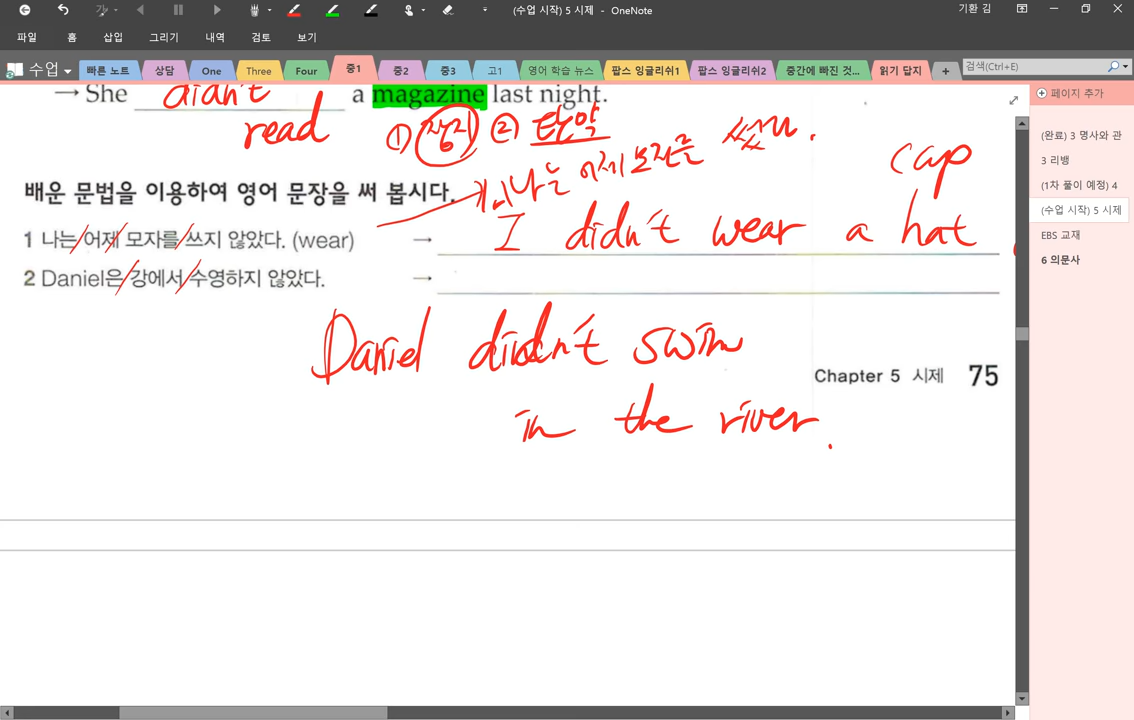 (수업 시작) 5 시제 - OneNote
기환 김
파일 홈 삽입 그리기 내역 검토 보기
수업 빠른 노트 상담 One Three Four 중1 중2 중3 고1 영어 학습 뉴스 팝스 잉글리쉬1 팝스 잉글리쉬2 중간에 빠진 것... 읽기 답지 + 검색(Ctrl+E)
페이지 추가
(완료) 3 명사와 관
3 리뱅
(1차 풀이 예정) 4
(수업 시작) 5 시제
EBS 교재
6 의문사
→ She didn't a magazine last night.
read ① 잡지 ② 탄약
나는 어제 모자를 썼다.
cap
배운 문법을 이용하여 영어 문장을 써 봅시다.
1 나는/어제/모자를/쓰지 않았다. (wear) → I didn't wear a hat
2 Daniel은/강에서/수영하지 않았다. →
Daniel didn't swim
in the river.
Chapter 5 시제 75